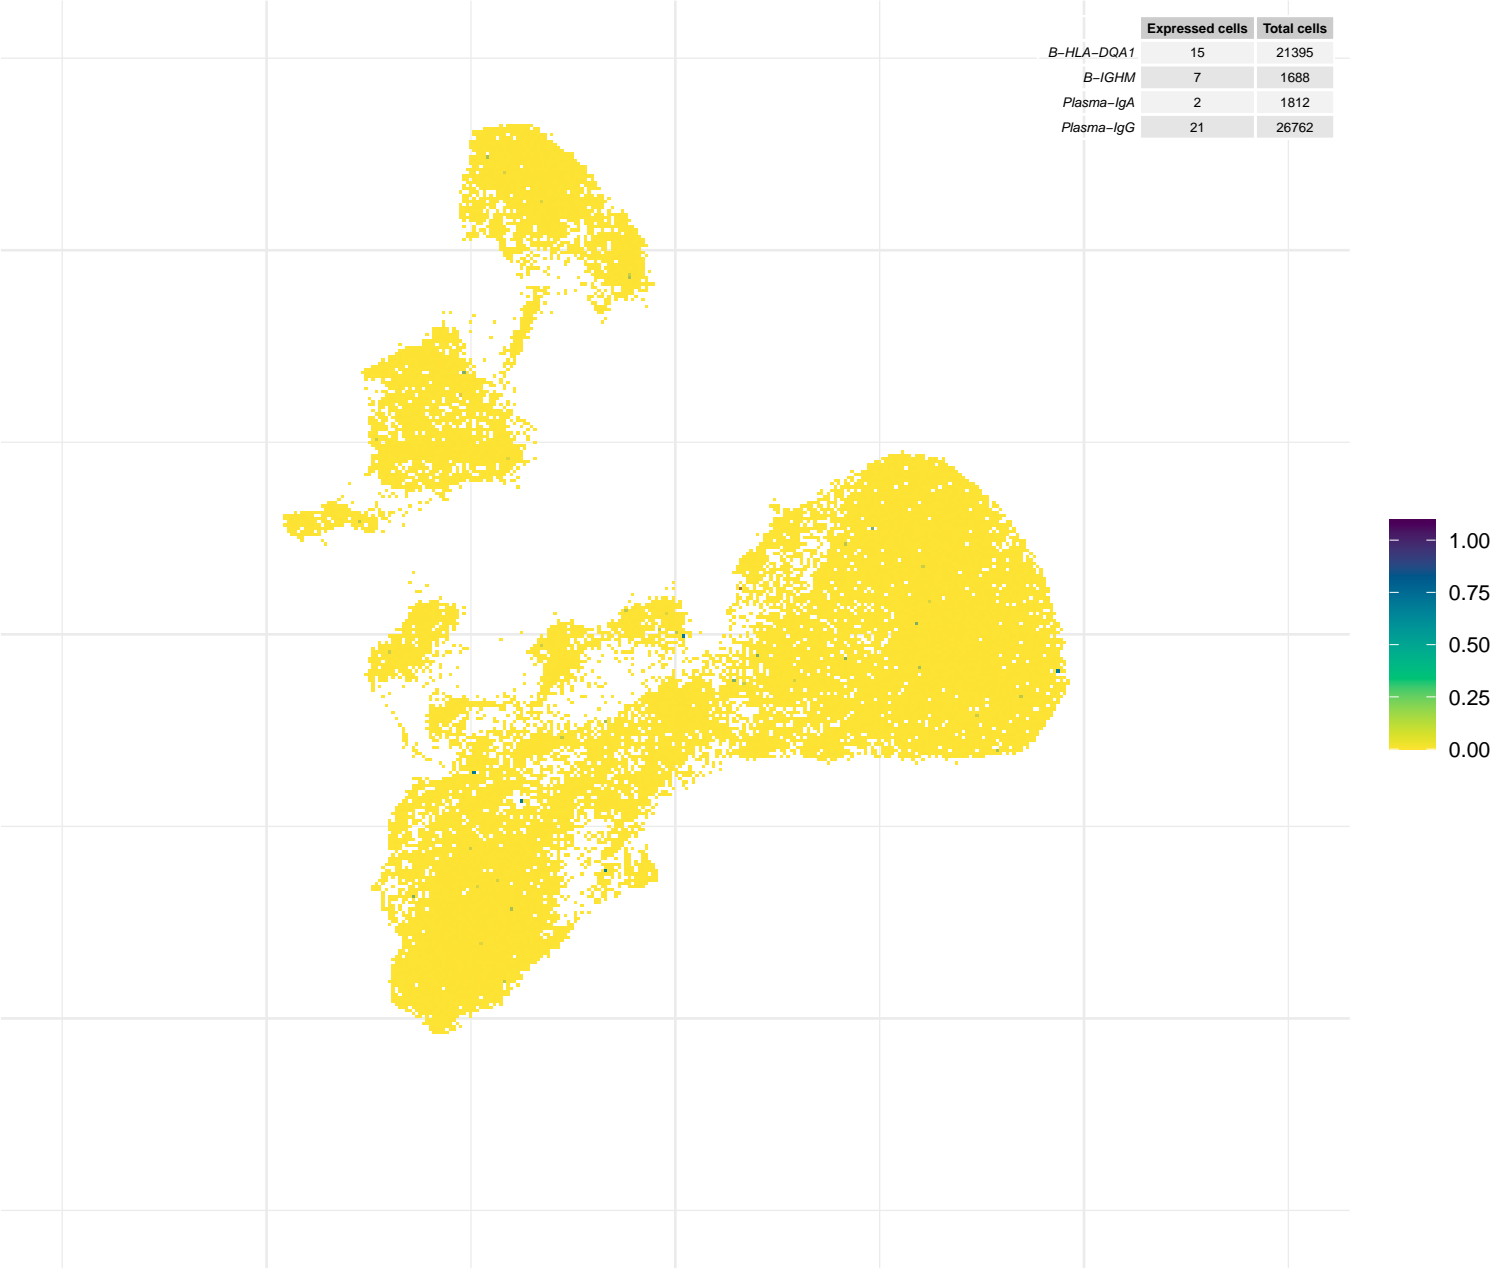 Expressed cells Total cells
B−HLA−DQA1 15 21395
B−IGHM 7 1688
Plasma−IgA 2 1812
Plasma−IgG 21 26762
1.00
0.75
0.50
0.25
0.00